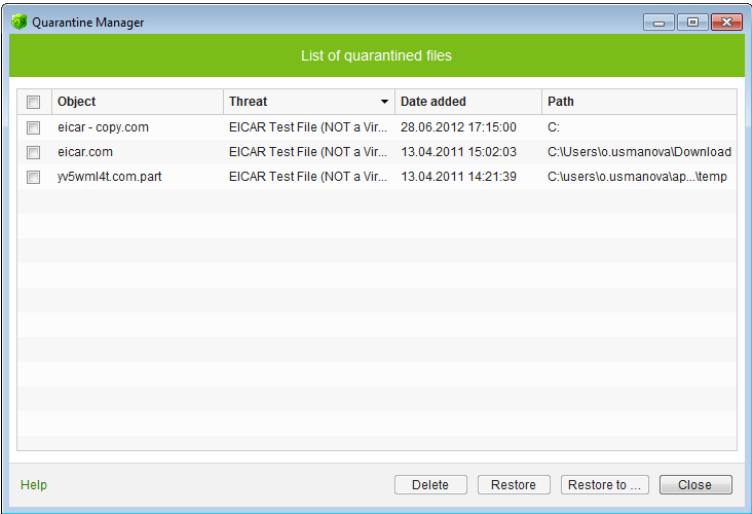 Quarantine Manager
List of quarantined files
Object Threat Date added Path
eicar - copy.com EICAR Test File (NOT a Vir... 28.06.2012 17:15:00 C:
eicar.com EICAR Test File (NOT a Vir... 13.04.2011 15:02:03 C:\Users\o.usmanova\Download
yv5wml4t.com.part EICAR Test File (NOT a Vir... 13.04.2011 14:21:39 C:\users\o.usmanova\ap...\temp
Help Delete Restore Restore to ... Close